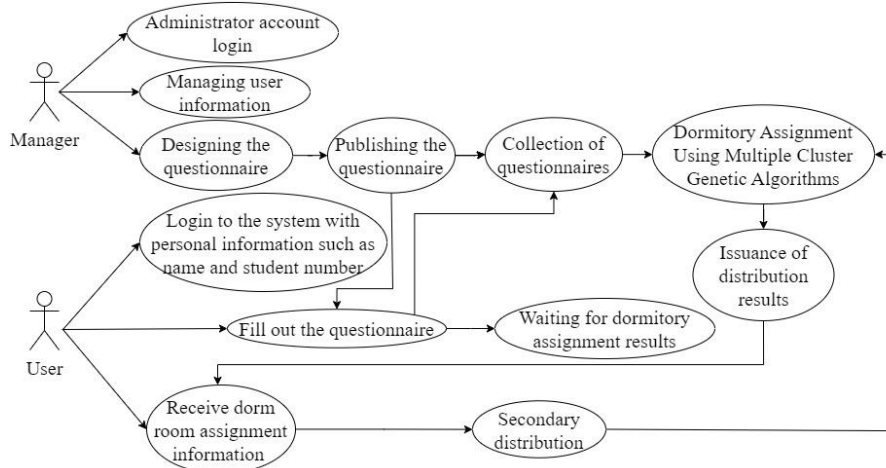 Administrator account
login
Managing user
information
Manager
Designing the
questionnaire
Publishing the
questionnaire
Collection of
questionnaires
Dormitory Assignment
Using Multiple Cluster
Genetic Algorithms
Login to the system with
personal information such as
name and student number
Issuance of
distribution
results
User
Fill out the questionnaire
Waiting for dormitory
assignment results
Receive dorm
room assignment
information
Secondary
distribution